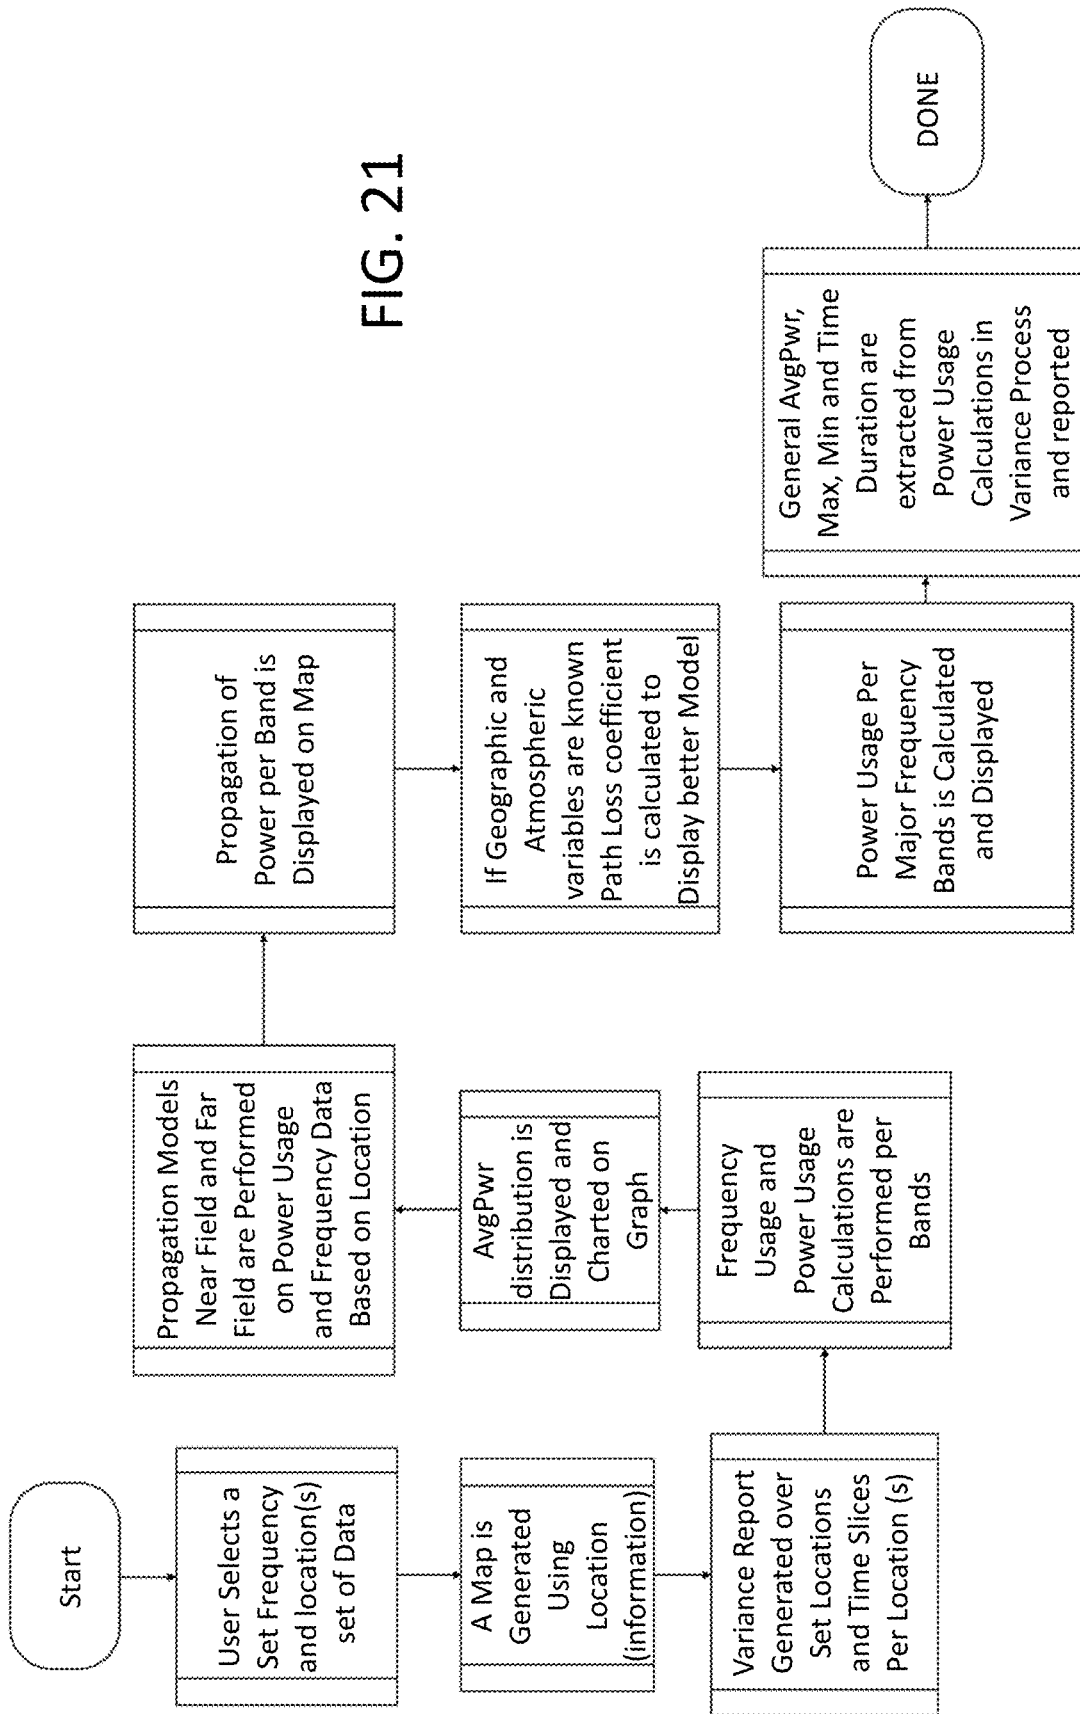 Start
User Selects a
Set Frequency
and location(s)
set of Data
A Map is
Generated
Using
Location
(information)
Variance Report
Generated over
Set Locations
and Time Slices
Per Location (s)
Frequency
Usage and
Power Usage
Calculations are
Performed per
Bands
AvgPwr
distribution is
Displayed and
Charted on
Graph
Propagation Models
Near Field and Far
Field are Performed
on Power Usage
and Frequency Data
Based on Location
Propagation of
Power per Band is
Displayed on Map
If Geographic and
Atmospheric
variables are known
Path Loss coefficient
is calculated to
Display better Model
Power Usage Per
Major Frequency
Bands is Calculated
and Displayed
General AvgPwr,
Max, Min and Time
Duration are
extracted from
Power Usage
Calculations in
Variance Process
and reported
DONE
FIG. 21